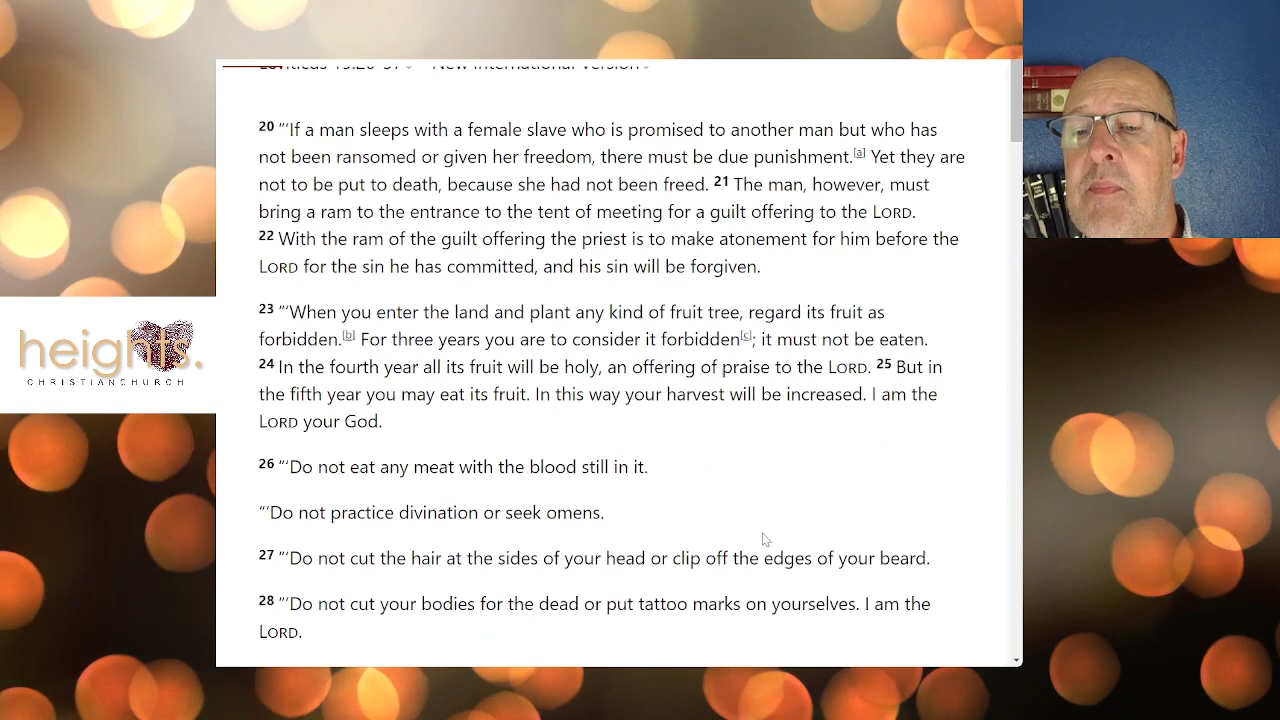 Leviticus 19:20-37 New International Version
20 “‘If a man sleeps with a female slave who is promised to another man but who has
not been ransomed or given her freedom, there must be due punishment.[a] Yet they are
not to be put to death, because she had not been freed. 21 The man, however, must
bring a ram to the entrance to the tent of meeting for a guilt offering to the LORD.
22 With the ram of the guilt offering the priest is to make atonement for him before the
LORD for the sin he has committed, and his sin will be forgiven.
23 “‘When you enter the land and plant any kind of fruit tree, regard its fruit as
forbidden.[b] For three years you are to consider it forbidden[c]; it must not be eaten.
24 In the fourth year all its fruit will be holy, an offering of praise to the LORD. 25 But in
the fifth year you may eat its fruit. In this way your harvest will be increased. I am the
LORD your God.
26 “‘Do not eat any meat with the blood still in it.
“‘Do not practice divination or seek omens.
27 “‘Do not cut the hair at the sides of your head or clip off the edges of your beard.
28 “‘Do not cut your bodies for the dead or put tattoo marks on yourselves. I am the
LORD.
heights.
CHRISTIANCHURCH